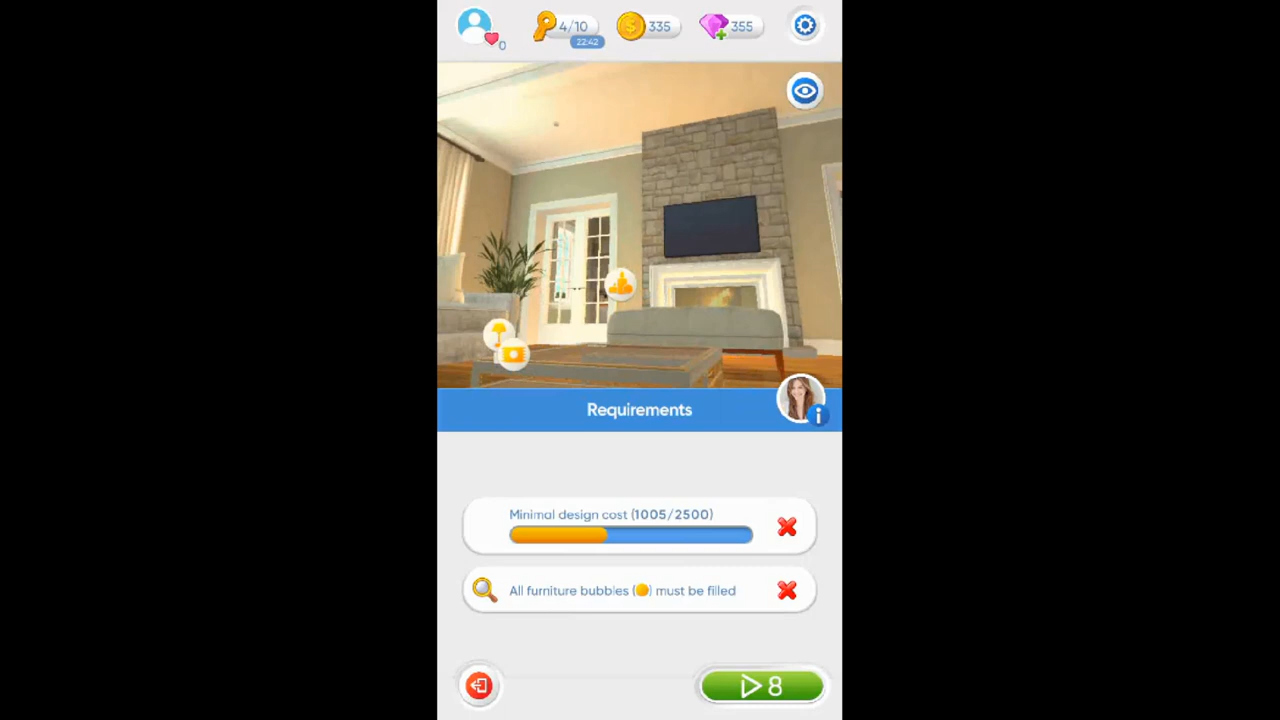 0
4/10
22:42
335
355
Requirements
Minimal design cost (1005/2500)
All furniture bubbles ( ) must be filled
8